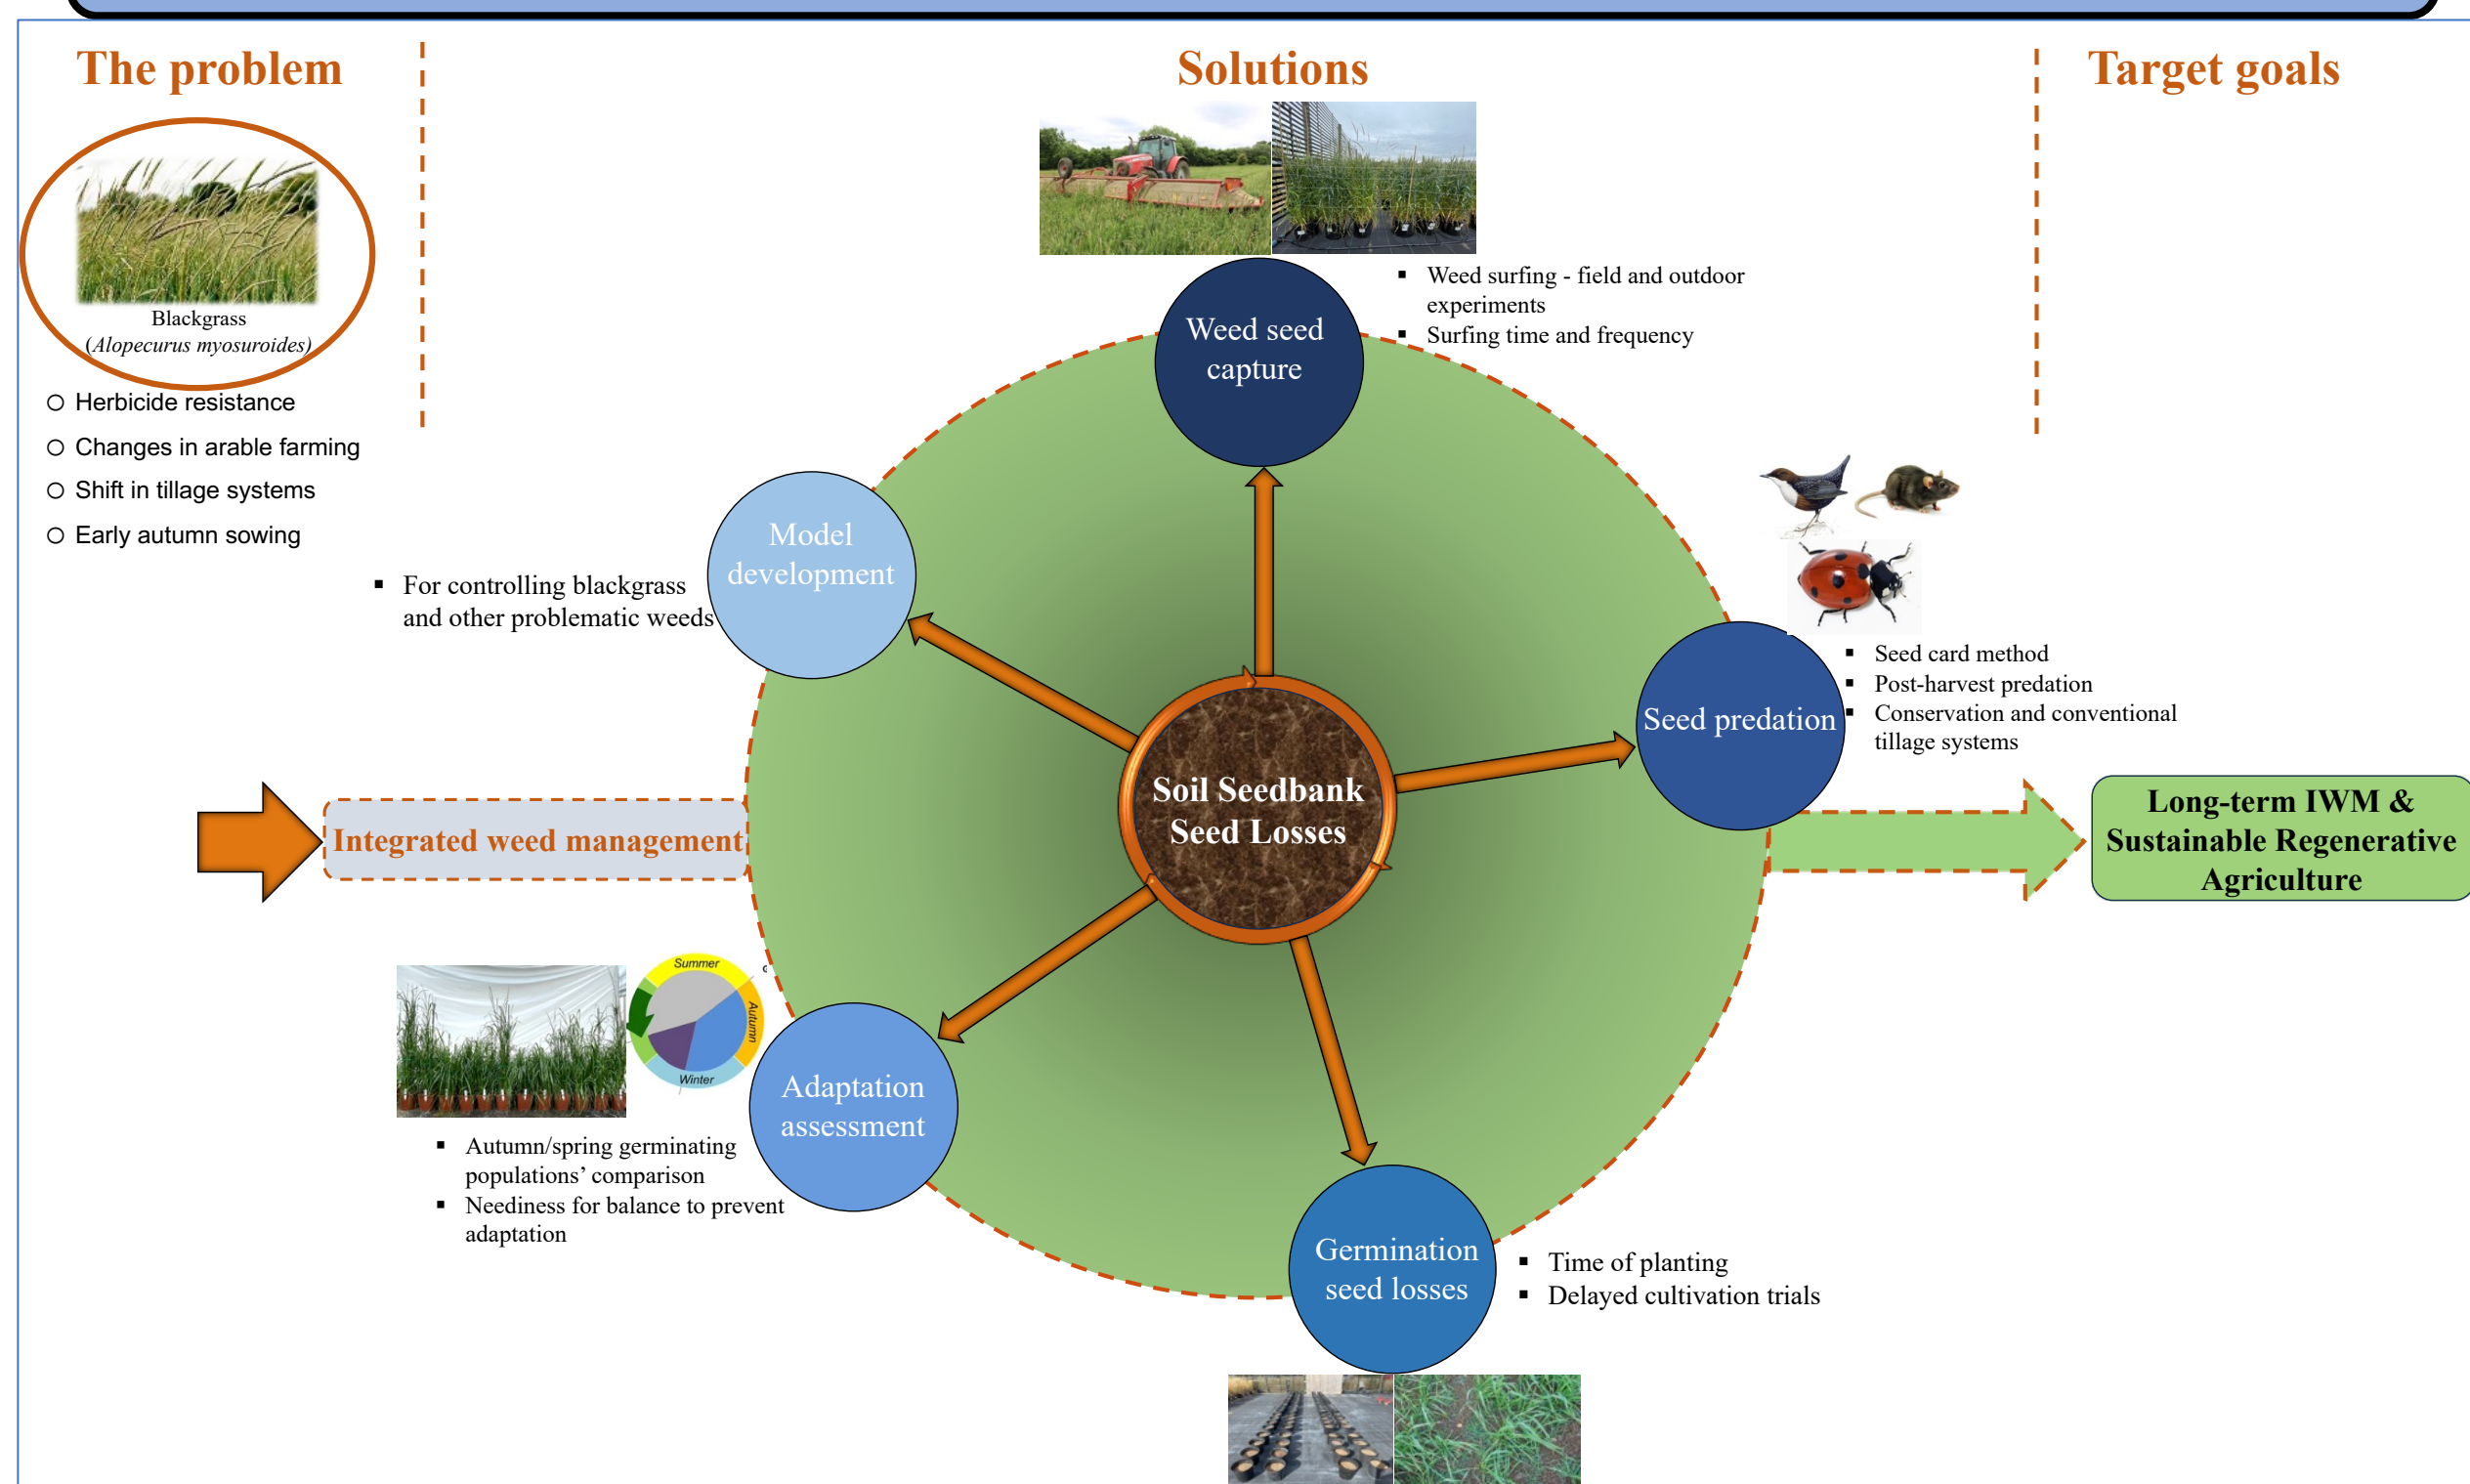 The problem
Solutions
Target goals
Blackgrass
(Alopecurus myosuroides)
○ Herbicide resistance
○ Changes in arable farming
○ Shift in tillage systems
○ Early autumn sowing
Weed seed
capture
▪ Weed surfing - field and outdoor
experiments
▪ Surfing time and frequency
Model
development
▪ For controlling blackgrass
and other problematic weeds
Seed predation
▪ Seed card method
▪ Post-harvest predation
▪ Conservation and conventional
tillage systems
Soil Seedbank
Seed Losses
Integrated weed management
Long-term IWM &
Sustainable Regenerative
Agriculture
Summer
Autumn
Winter
Adaptation
assessment
▪ Autumn/spring germinating
populations’ comparison
▪ Neediness for balance to prevent
adaptation
Germination
seed losses
▪ Time of planting
▪ Delayed cultivation trials